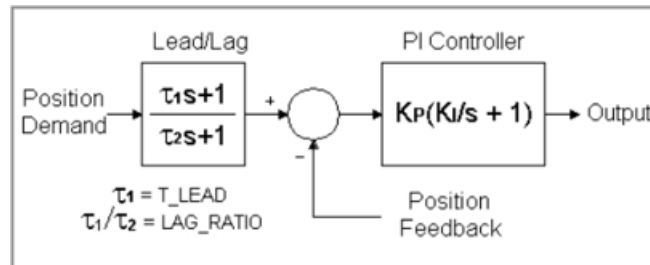 Lead/Lag
PI Controller
Position
Demand
τ₁s+1
τ₂s+1
+
−
KP(KI/s + 1)
Output
τ₁ = T_LEAD
τ₁/τ₂ = LAG_RATIO
Position
Feedback